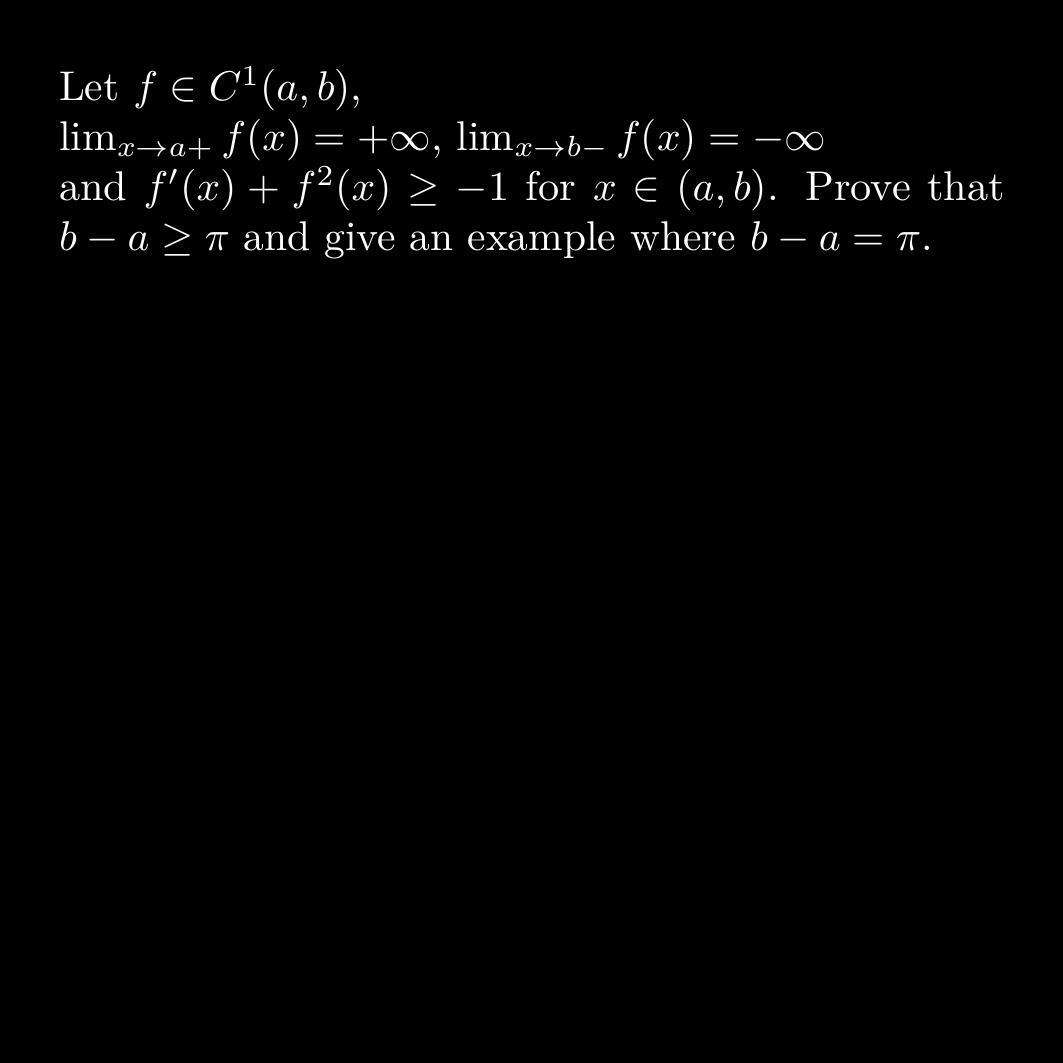 Let $f \in C^1(a, b)$,
$\lim_{x \to a+} f(x) = +\infty$, $\lim_{x \to b-} f(x) = -\infty$
and $f'(x) + f^2(x) \geq -1$ for $x \in (a, b)$. Prove that
$b - a \geq \pi$ and give an example where $b - a = \pi$.